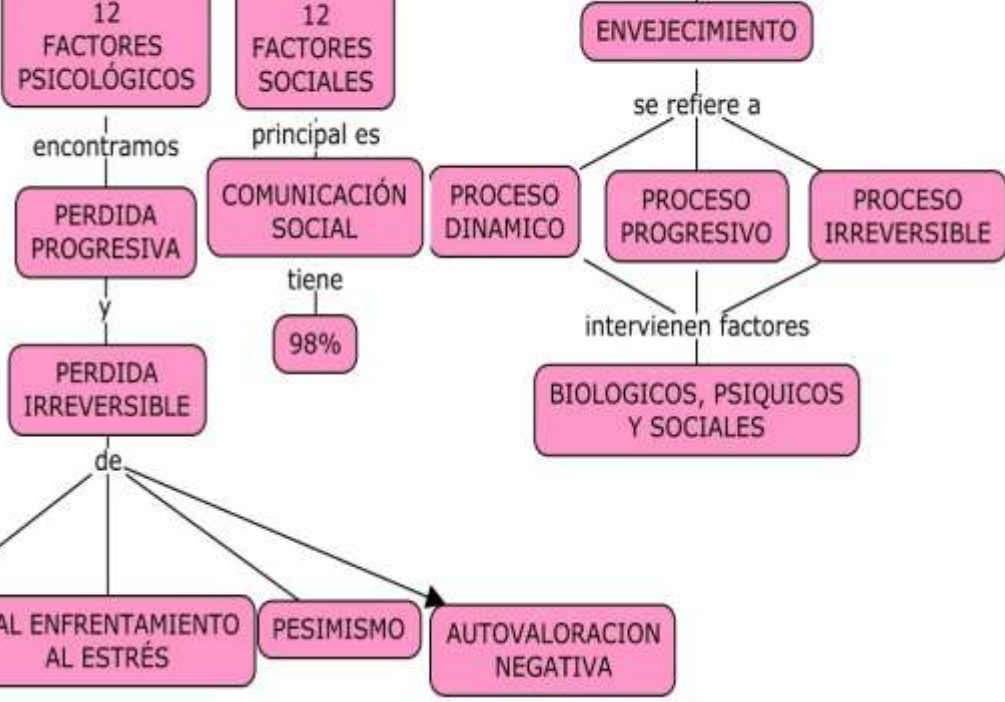 12
FACTORES
PSICOLÓGICOS
encontramos
PERDIDA
PROGRESIVA
y
PERDIDA
IRREVERSIBLE
de
AL ENFRENTAMIENTO
AL ESTRÉS
PESIMISMO
AUTOVALORACION
NEGATIVA
12
FACTORES
SOCIALES
principal es
COMUNICACIÓN
SOCIAL
tiene
98%
ENVEJECIMIENTO
se refiere a
PROCESO
DINAMICO
PROCESO
PROGRESIVO
PROCESO
IRREVERSIBLE
intervienen factores
BIOLOGICOS, PSIQUICOS
Y SOCIALES